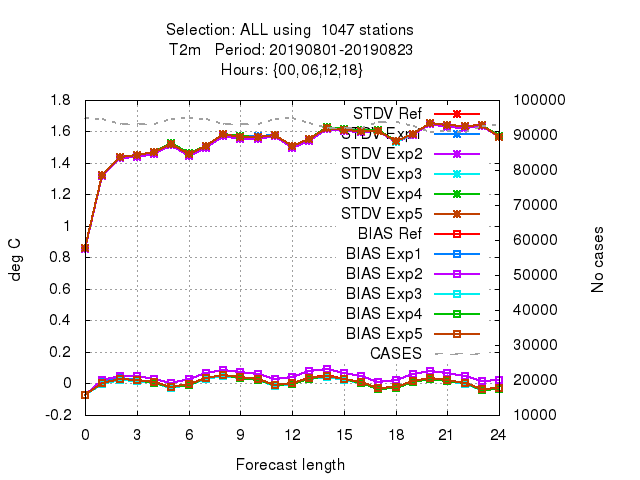 Selection: ALL using 1047 stations
T2m Period: 20190801-20190823
Hours: {00,06,12,18}
1.8
1.6
1.4
1.2
1
0.8
0.6
0.4
0.2
0
-0.2
deg C
100000
90000
80000
70000
60000
50000
40000
30000
20000
10000
No cases
STDV Ref
STDV Exp1
STDV Exp2
STDV Exp3
STDV Exp4
STDV Exp5
BIAS Ref
BIAS Exp1
BIAS Exp2
BIAS Exp3
BIAS Exp4
BIAS Exp5
CASES
0 3 6 9 12 15 18 21 24
Forecast length